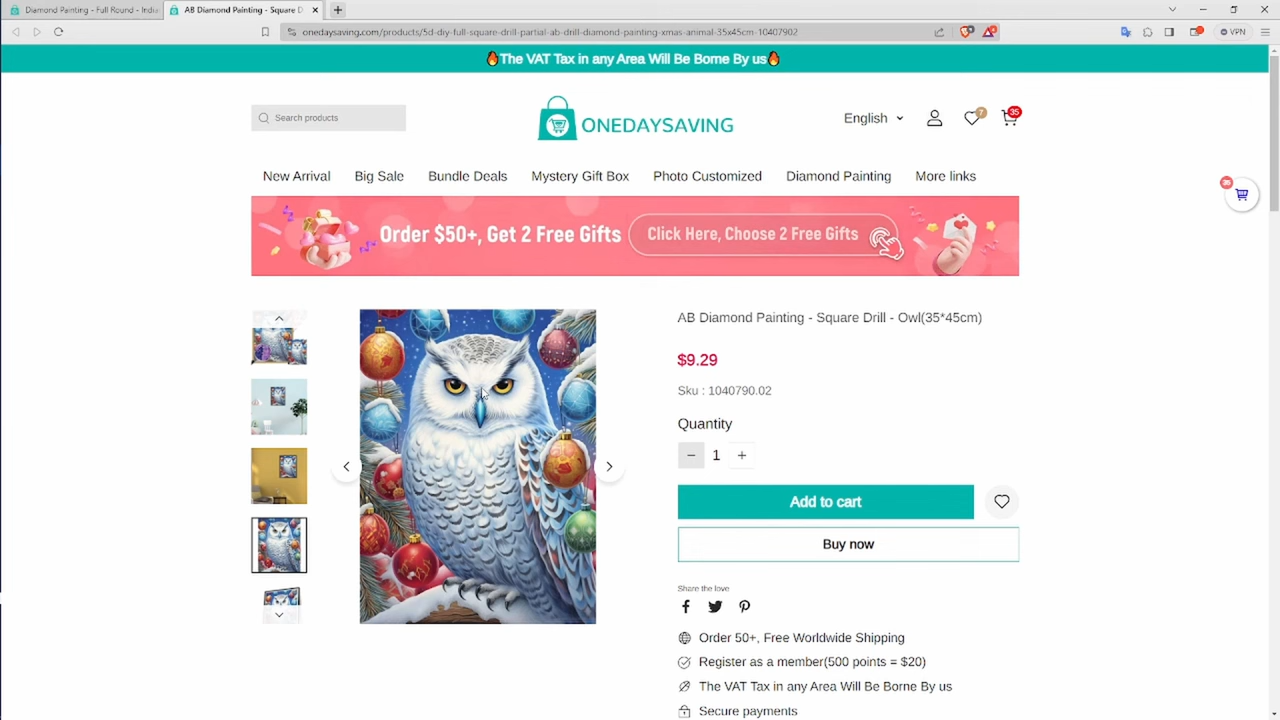 Diamond Painting - Full Round - Indiv
AB Diamond Painting - Square D
onedaysaving.com/products/5d-diy-full-square-drill-partial-ab-drill-diamond-painting-xmas-animal-35x45cm-10407902
VPN
🔥The VAT Tax in any Area Will Be Borne By us🔥
Search products
ONEDAYSAVING
English
7
35
New Arrival
Big Sale
Bundle Deals
Mystery Gift Box
Photo Customized
Diamond Painting
More links
35
Order $50+, Get 2 Free Gifts
Click Here, Choose 2 Free Gifts
AB Diamond Painting - Square Drill - Owl(35*45cm)
$9.29
Sku : 1040790.02
Quantity
− 1 +
Add to cart
Buy now
Share the love
Order 50+, Free Worldwide Shipping
Register as a member(500 points = $20)
The VAT Tax in any Area Will Be Borne By us
Secure payments